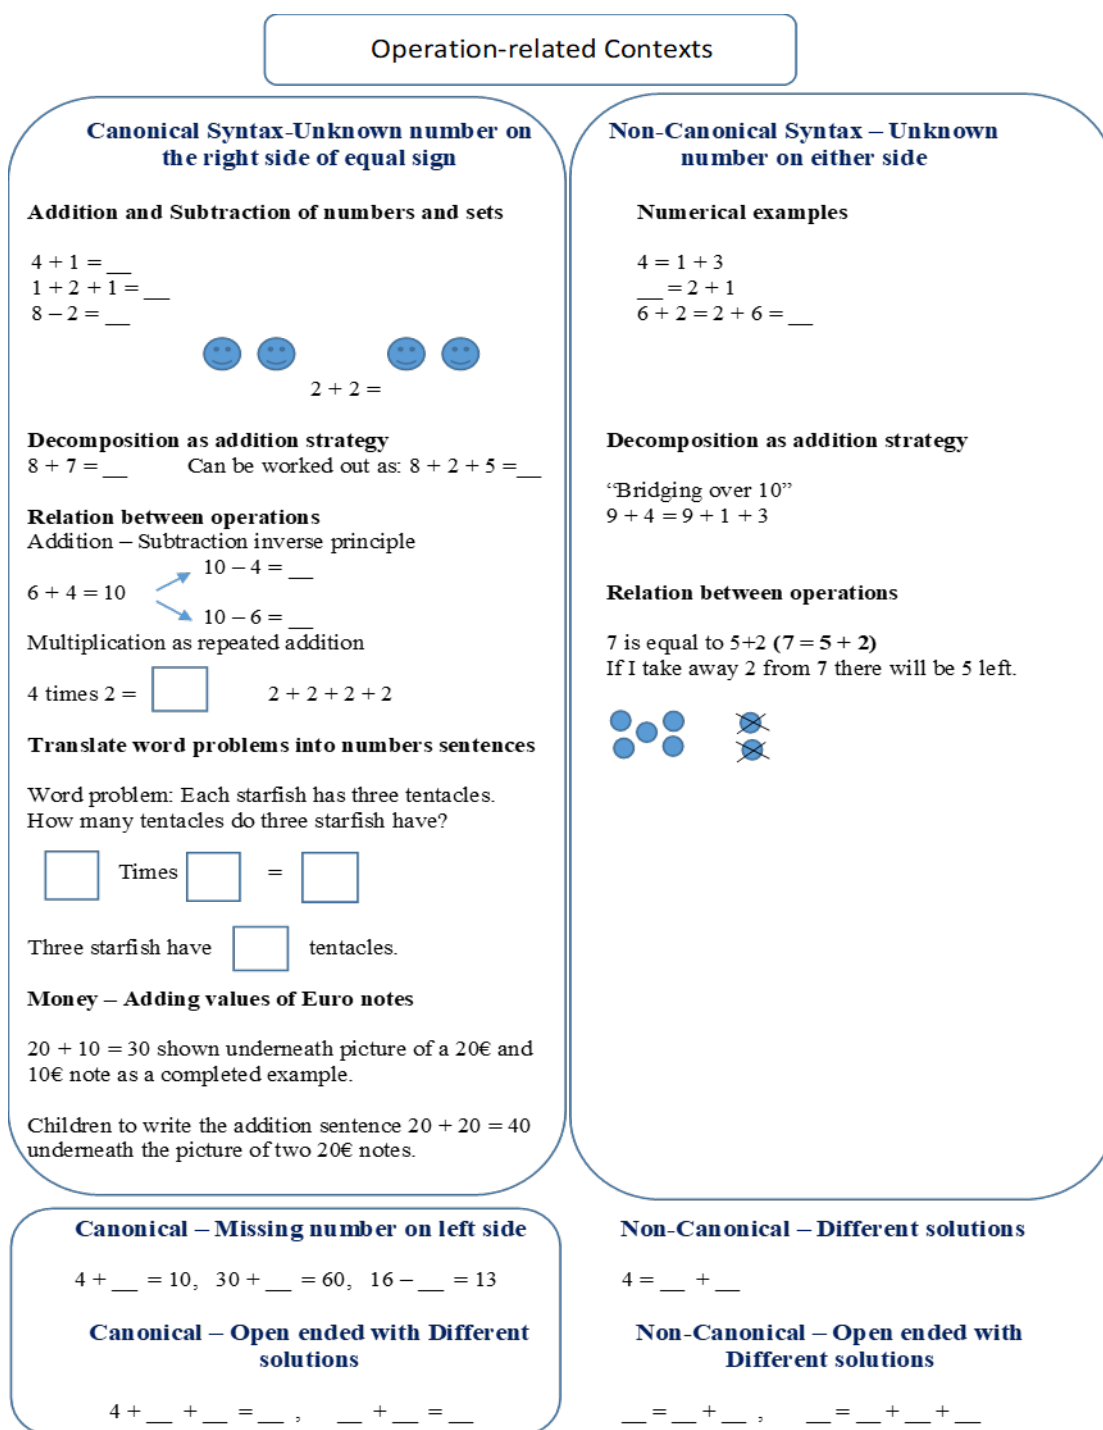 Operation-related Contexts
Canonical Syntax-Unknown number on
the right side of equal sign
Addition and Subtraction of numbers and sets
4 + 1 = __
1 + 2 + 1 = __
8 – 2 = __
2 + 2 =
Decomposition as addition strategy
8 + 7 = __ Can be worked out as: 8 + 2 + 5 =__
Relation between operations
Addition – Subtraction inverse principle
10 – 4 = __
6 + 4 = 10
10 – 6 = __
Multiplication as repeated addition
4 times 2 = 2 + 2 + 2 + 2
Translate word problems into numbers sentences
Word problem: Each starfish has three tentacles.
How many tentacles do three starfish have?
Times =
Three starfish have tentacles.
Money – Adding values of Euro notes
20 + 10 = 30 shown underneath picture of a 20€ and
10€ note as a completed example.
Children to write the addition sentence 20 + 20 = 40
underneath the picture of two 20€ notes.
Non-Canonical Syntax – Unknown
number on either side
Numerical examples
4 = 1 + 3
__ = 2 + 1
6 + 2 = 2 + 6 = __
Decomposition as addition strategy
“Bridging over 10”
9 + 4 = 9 + 1 + 3
Relation between operations
7 is equal to 5+2 (7 = 5 + 2)
If I take away 2 from 7 there will be 5 left.
Canonical – Missing number on left side
4 + __ = 10, 30 + __ = 60, 16 – __ = 13
Canonical – Open ended with Different
solutions
4 + __ + __ = __ , __ + __ = __
Non-Canonical – Different solutions
4 = __ + __
Non-Canonical – Open ended with
Different solutions
__ = __ + __ , __ = __ + __ + __